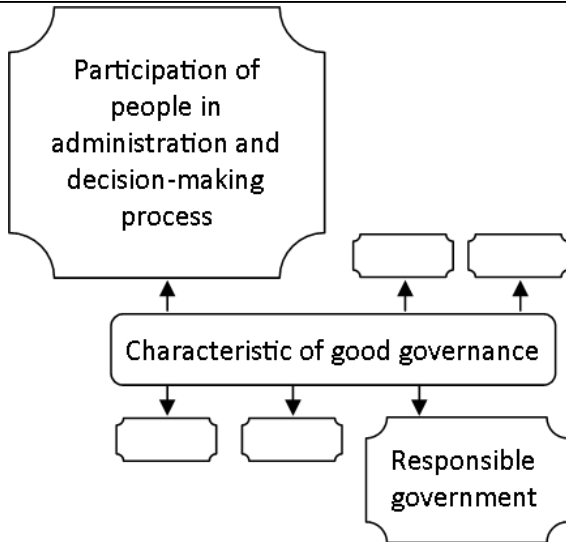 Participation of
people in
administration and
decision-making
process
Characteristic of good governance
Responsible
government